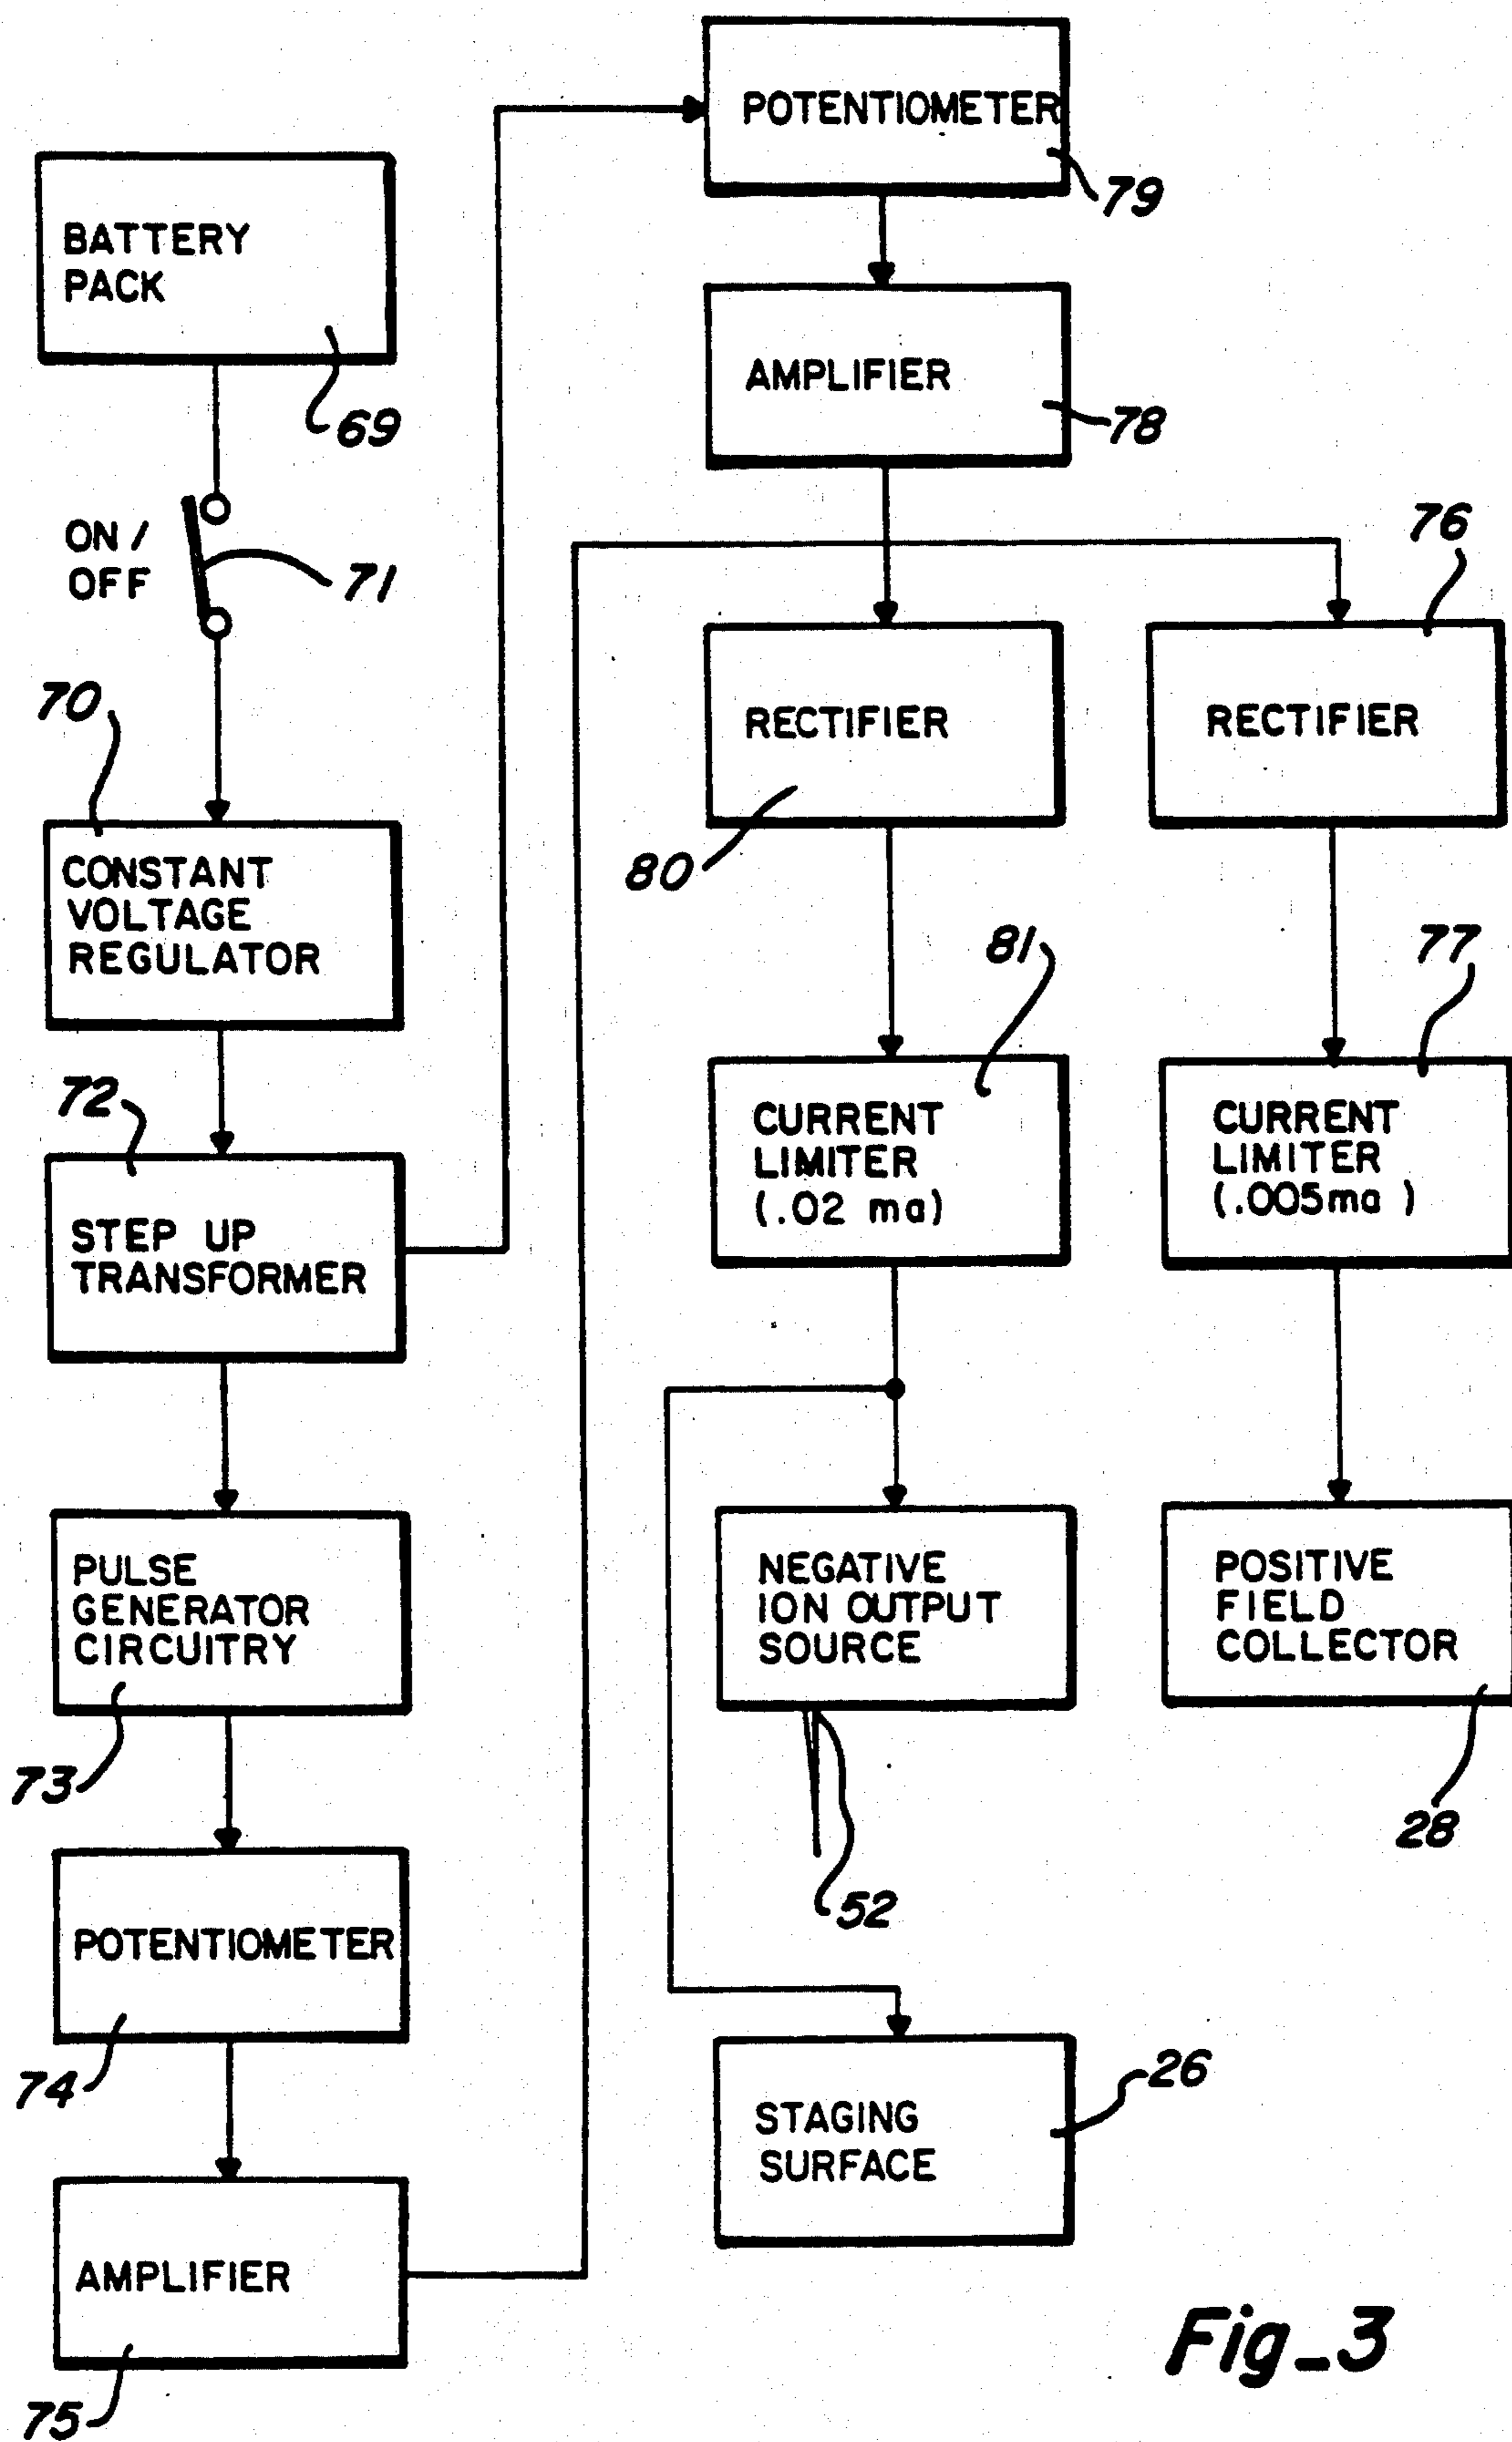 BATTERY
PACK
69
ON /
OFF
71
70
CONSTANT
VOLTAGE
REGULATOR
72
STEP UP
TRANSFORMER
PULSE
GENERATOR
CIRCUITRY
73
POTENTIOMETER
74
AMPLIFIER
75
POTENTIOMETER
79
AMPLIFIER
78
RECTIFIER
80
81
CURRENT
LIMITER
(.02 ma)
NEGATIVE
ION OUTPUT
SOURCE
52
STAGING
SURFACE
26
76
RECTIFIER
77
CURRENT
LIMITER
(.005ma )
POSITIVE
FIELD
COLLECTOR
28
Fig_3